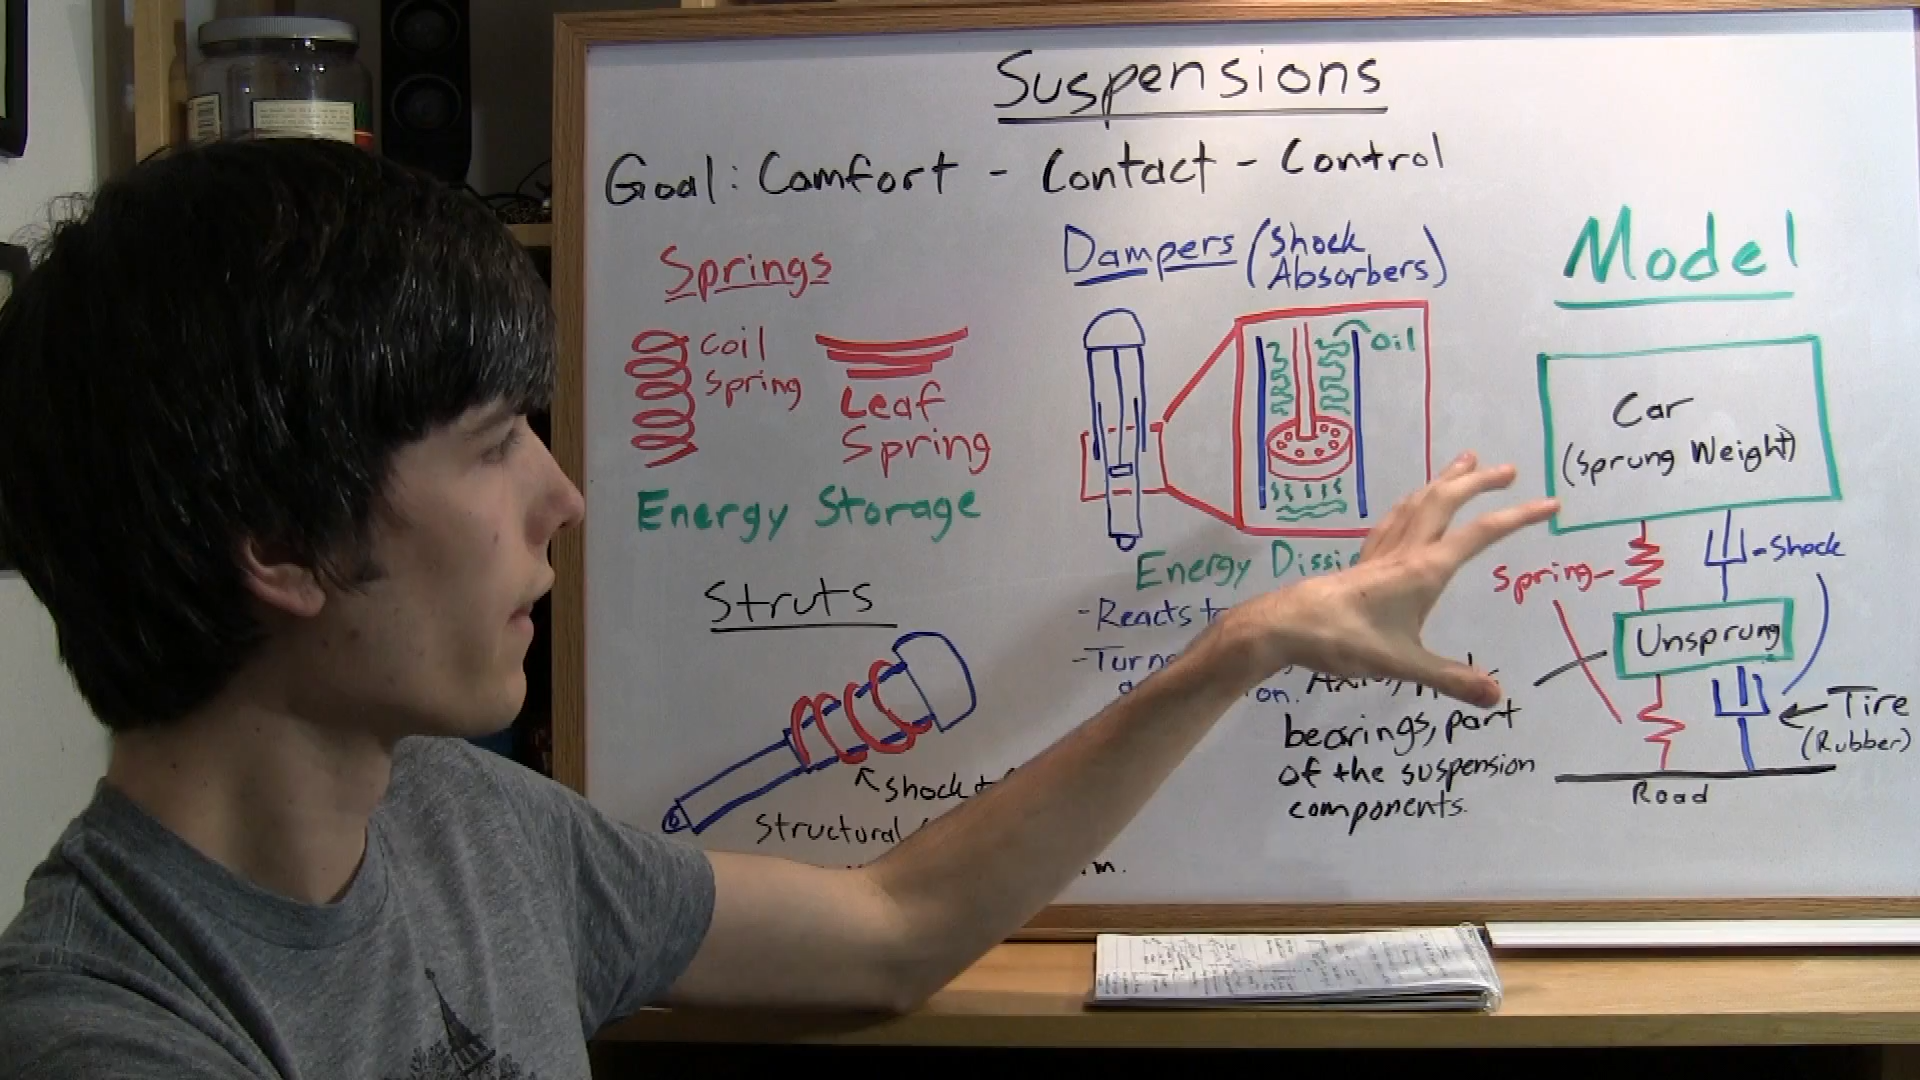 Suspensions
Goal: Comfort - Contact - Control
Springs
Coil
Spring
Leaf
Spring
Energy Storage
Dampers (Shock
Absorbers)
Oil
Energy
- Reacts
-
on.
Struts
Shock
Structural
Model
Car
(Sprung Weight)
Spring
- Shock
Unsprung
bearings, part
of the suspension
components.
Tire
(Rubber)
Road